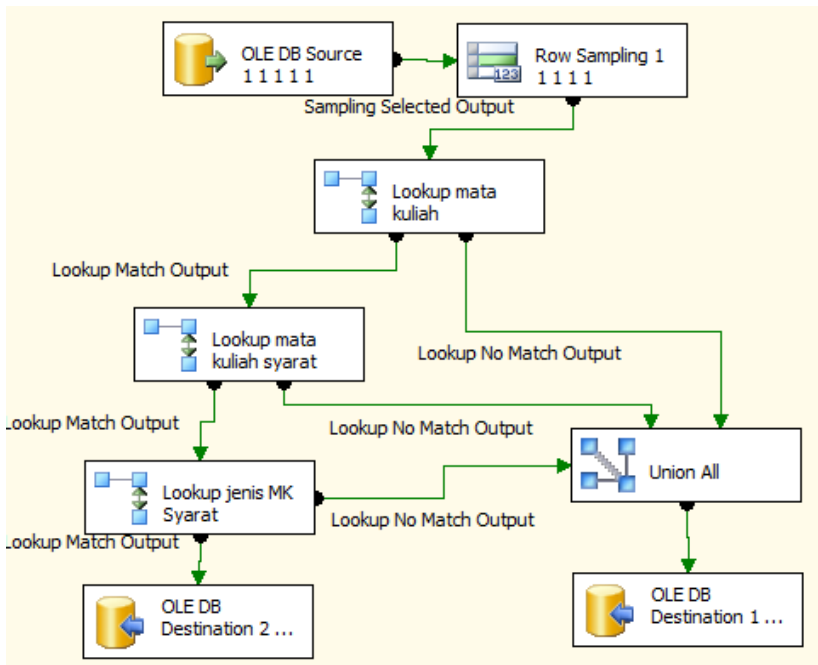 OLE DB Source
1 1 1 1 1
Row Sampling 1
1 1 1 1
123
Sampling Selected Output
Lookup mata
kuliah
Lookup Match Output
Lookup mata
kuliah syarat
Lookup No Match Output
Lookup Match Output
Lookup No Match Output
Lookup jenis MK
Syarat
Union All
Lookup No Match Output
Lookup Match Output
OLE DB
Destination 2 ...
OLE DB
Destination 1 ...